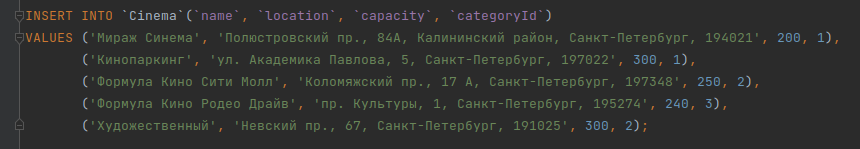 INSERT INTO `Cinema`(`name`, `location`, `capacity`, `categoryId`)
VALUES ('Мираж Синема', 'Полюстровский пр., 84А, Калининский район, Санкт-Петербург, 194021', 200, 1),
('Кинопаркинг', 'ул. Академика Павлова, 5, Санкт-Петербург, 197022', 300, 1),
('Формула Кино Сити Молл', 'Коломяжский пр., 17 А, Санкт-Петербург, 197348', 250, 2),
('Формула Кино Родео Драйв', 'пр. Культуры, 1, Санкт-Петербург, 195274', 240, 3),
('Художественный', 'Невский пр., 67, Санкт-Петербург, 191025', 300, 2);